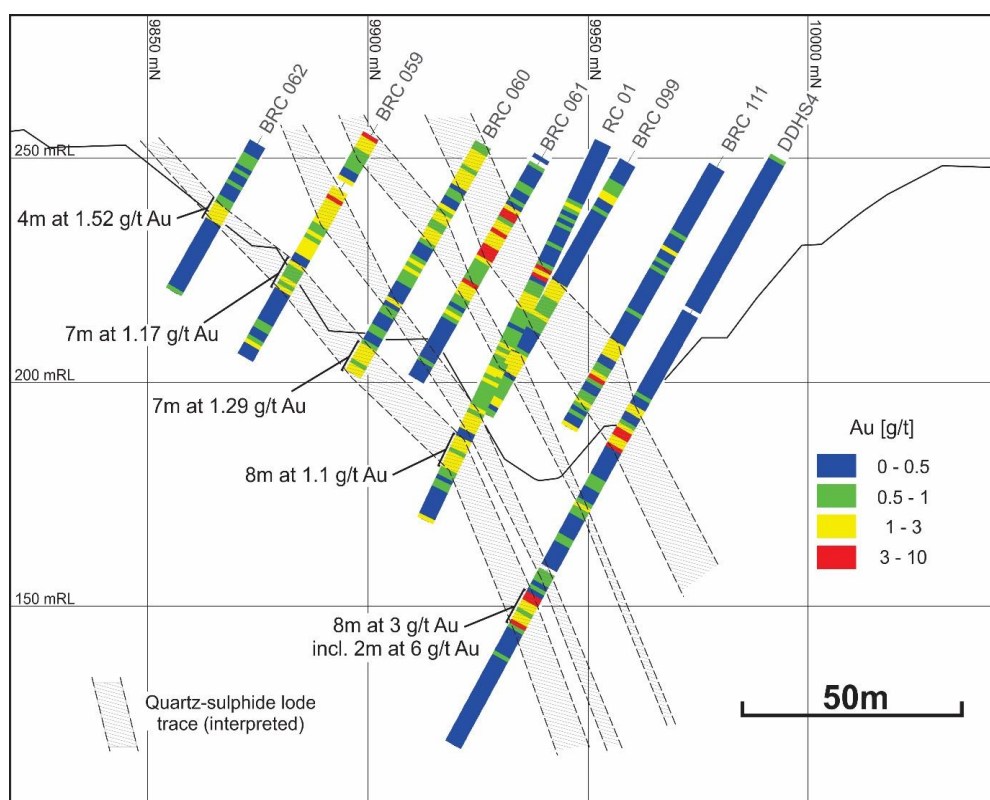 9850 mN
9900 mN
9950 mN
10000 mN
BRC 062
BRC 059
BRC 060
BRC 061
RC 01
BRC 099
BRC 111
DDHS4
250 mRL
4m at 1.52 g/t Au
7m at 1.17 g/t Au
200 mRL
7m at 1.29 g/t Au
8m at 1.1 g/t Au
Au [g/t]
0 - 0.5
0.5 - 1
1 - 3
3 - 10
150 mRL
8m at 3 g/t Au
incl. 2m at 6 g/t Au
Quartz-sulphide lode
trace (interpreted)
50m